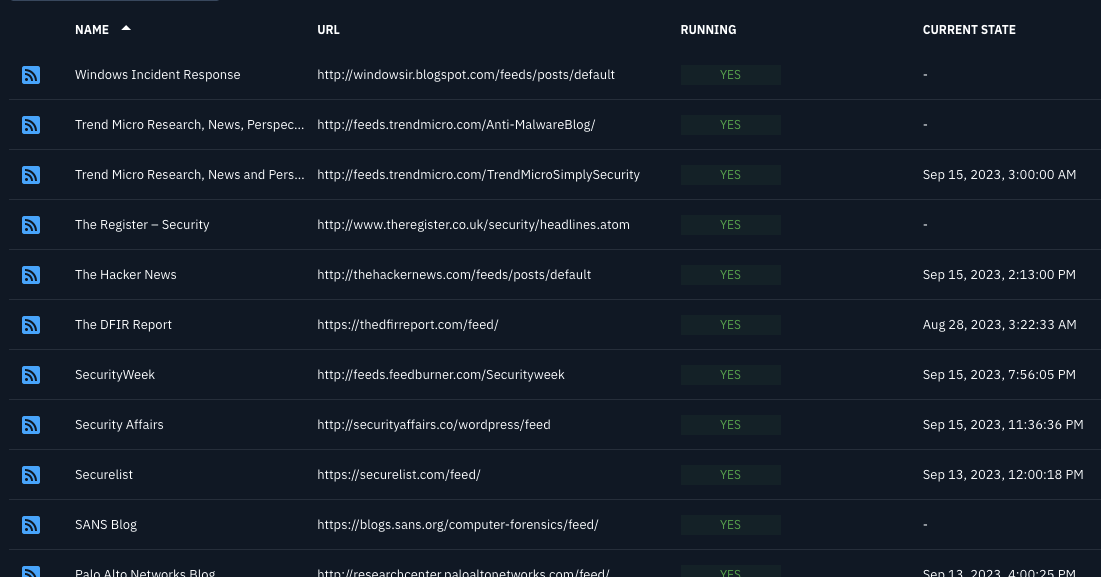 NAME URL RUNNING CURRENT STATE
Windows Incident Response http://windowsir.blogspot.com/feeds/posts/default YES -
Trend Micro Research, News, Perspec... http://feeds.trendmicro.com/Anti-MalwareBlog/ YES -
Trend Micro Research, News and Pers... http://feeds.trendmicro.com/TrendMicroSimplySecurity YES Sep 15, 2023, 3:00:00 AM
The Register – Security http://www.theregister.co.uk/security/headlines.atom YES -
The Hacker News http://thehackernews.com/feeds/posts/default YES Sep 15, 2023, 2:13:00 PM
The DFIR Report https://thedfirreport.com/feed/ YES Aug 28, 2023, 3:22:33 AM
SecurityWeek http://feeds.feedburner.com/Securityweek YES Sep 15, 2023, 7:56:05 PM
Security Affairs http://securityaffairs.co/wordpress/feed YES Sep 15, 2023, 11:36:36 PM
Securelist https://securelist.com/feed/ YES Sep 13, 2023, 12:00:18 PM
SANS Blog https://blogs.sans.org/computer-forensics/feed/ YES -
Palo Alto Networks Blog http://researchcenter.paloaltonetworks.com/feed/ YES Sep 13, 2023, 4:00:25 PM